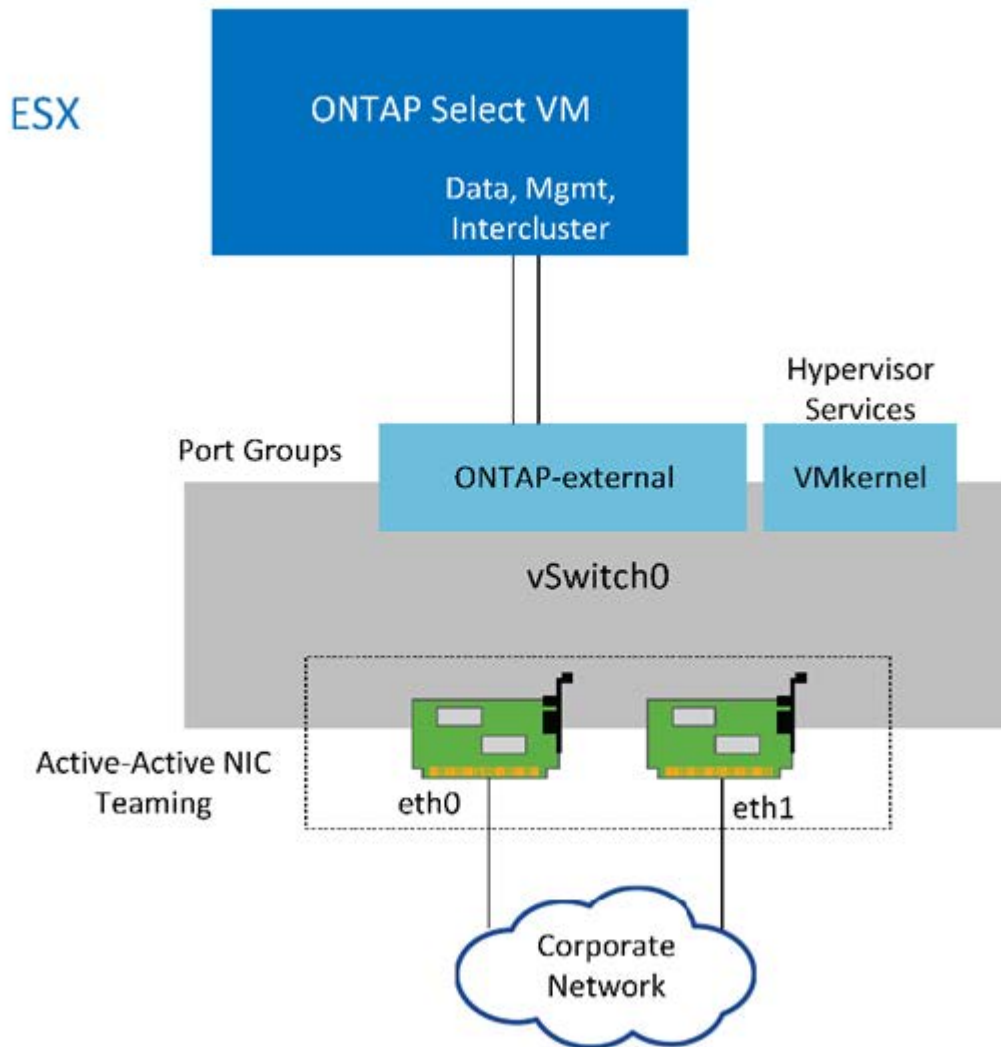 ESX
ONTAP Select VM
Data, Mgmt,
Intercluster
Hypervisor
Services
Port Groups
ONTAP-external
VMkernel
vSwitch0
Active-Active NIC
Teaming
eth0
eth1
Corporate
Network